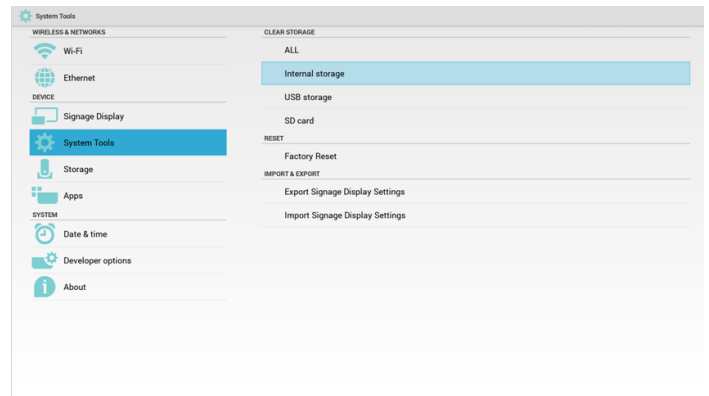 System Tools
WIRELESS & NETWORKS
Wi-Fi
Ethernet
DEVICE
Signage Display
System Tools
Storage
Apps
SYSTEM
Date & time
Developer options
About
CLEAR STORAGE
ALL
Internal storage
USB storage
SD card
RESET
Factory Reset
IMPORT & EXPORT
Export Signage Display Settings
Import Signage Display Settings